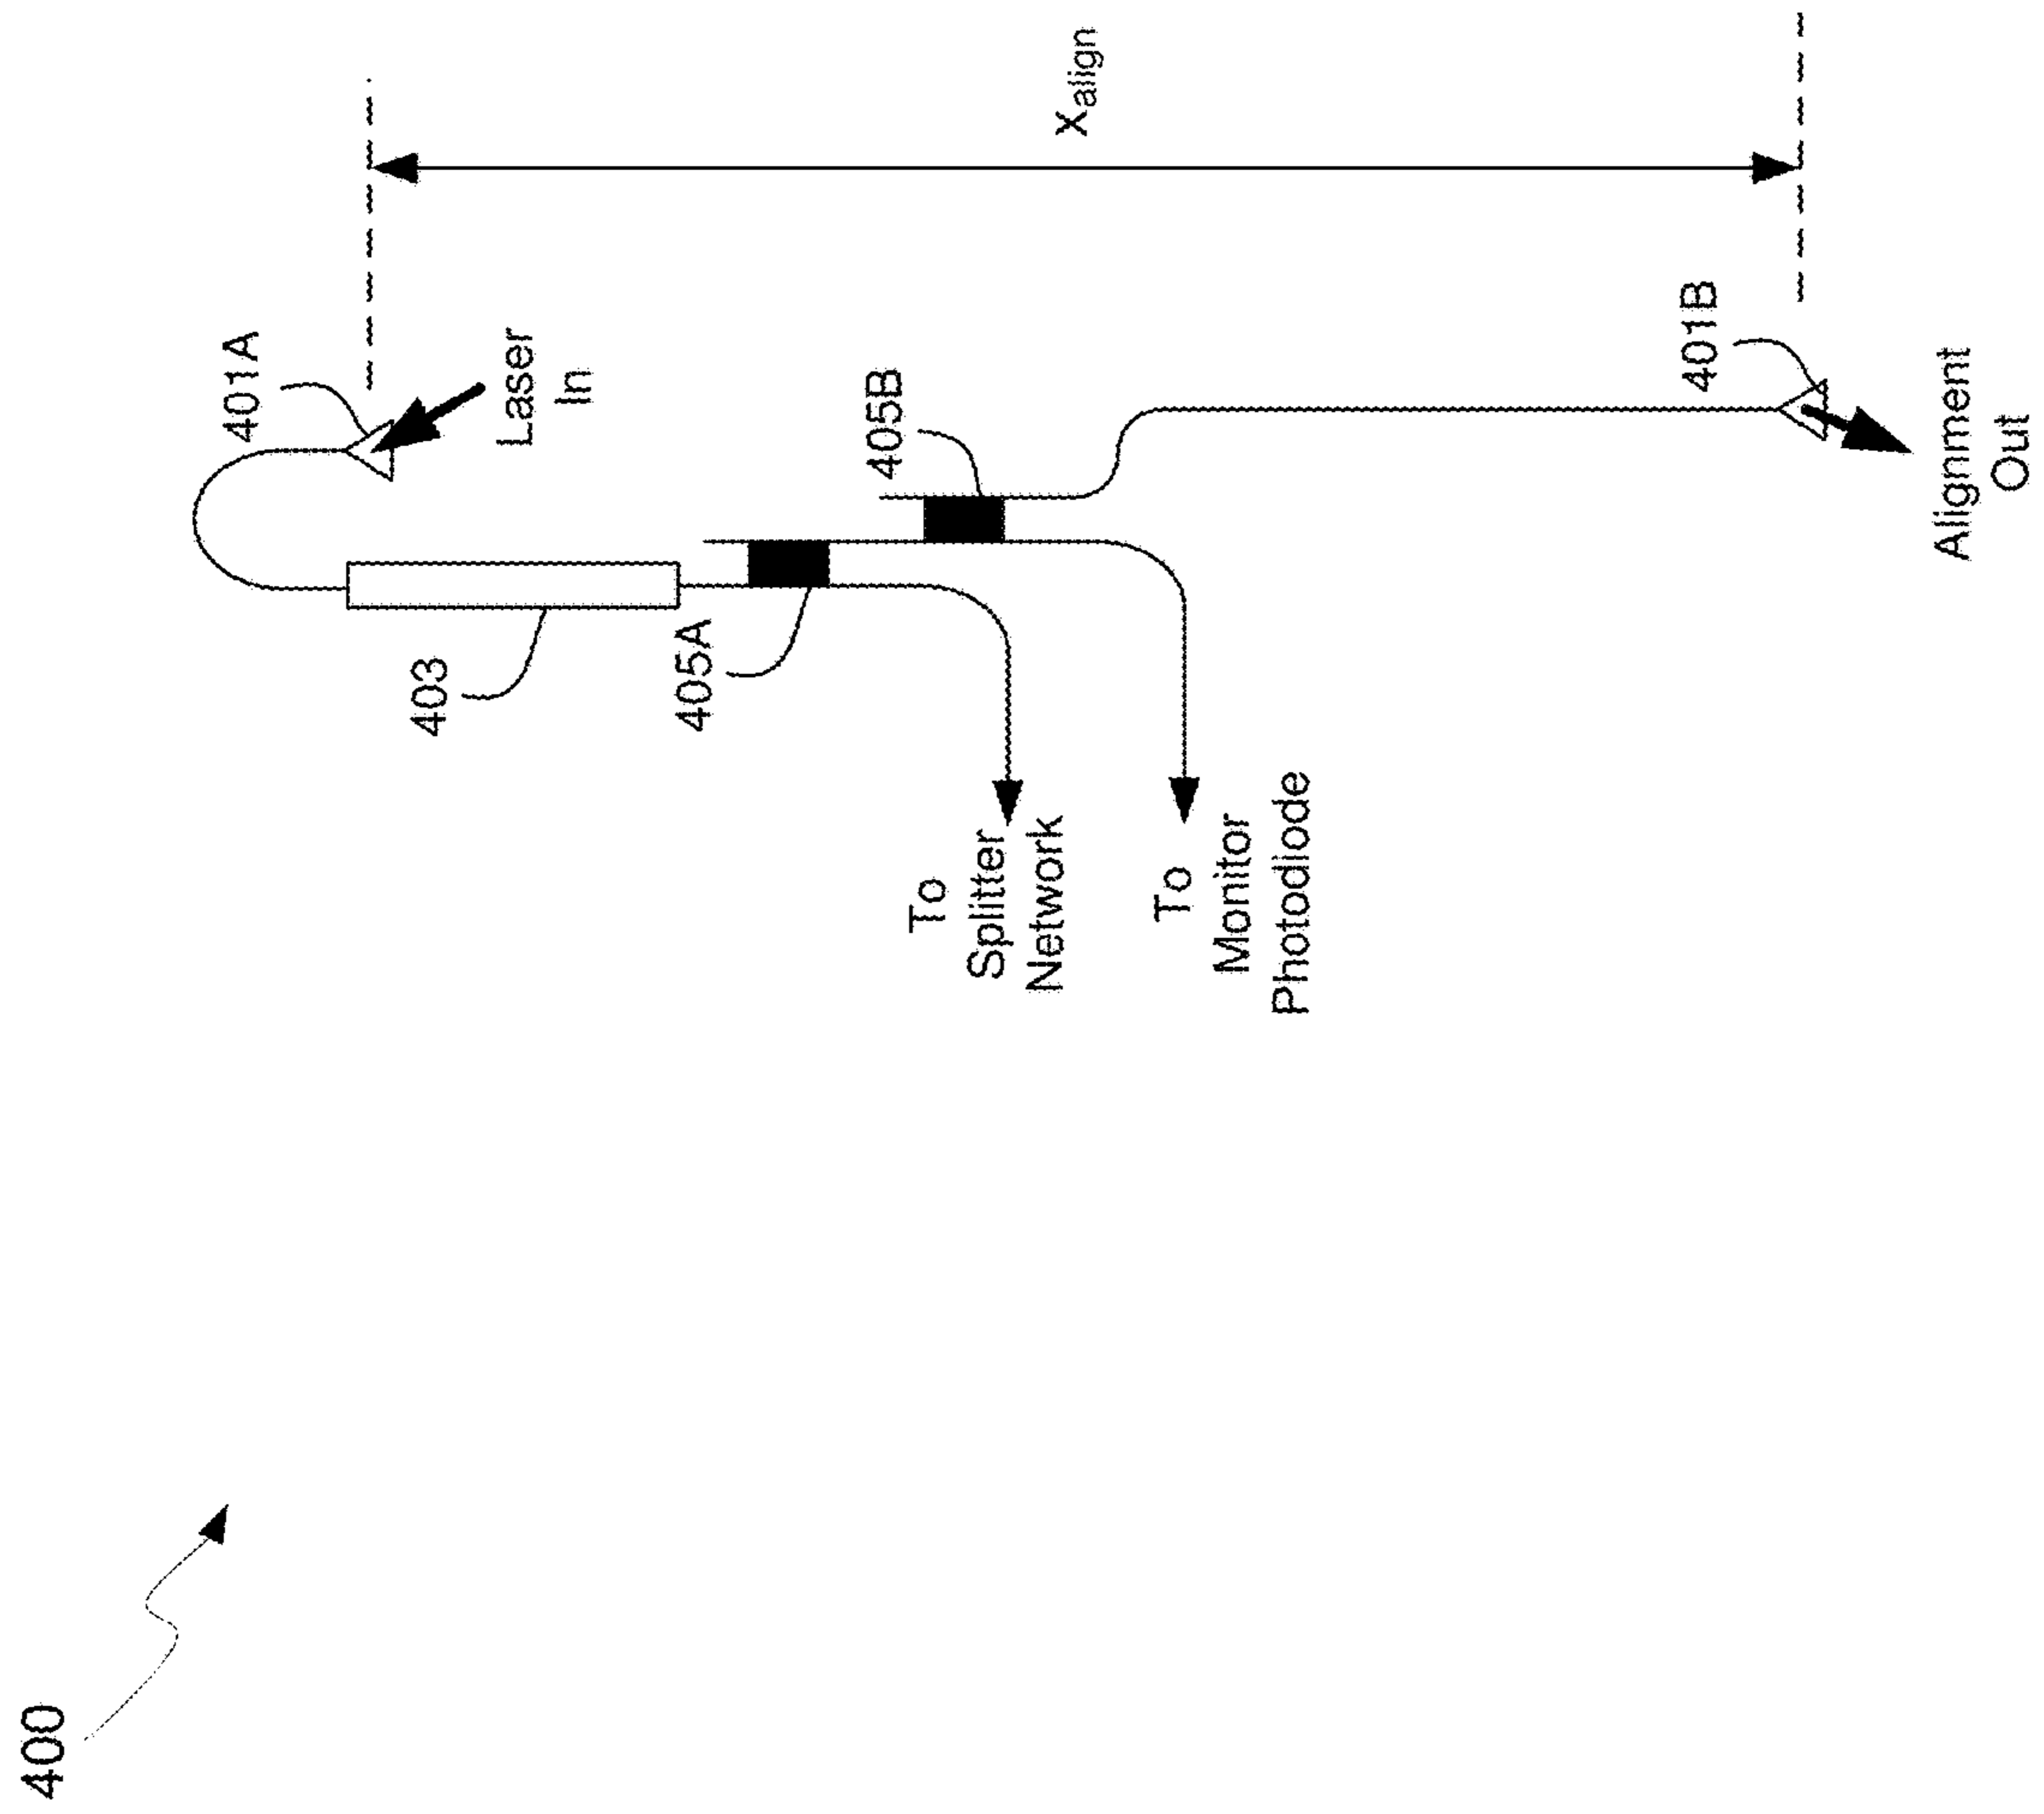 400
401A
Laser
In
403
405A
405B
To
Splitter
Network
To
Monitor
Photodiode
401B
Alignment
Out
xalign